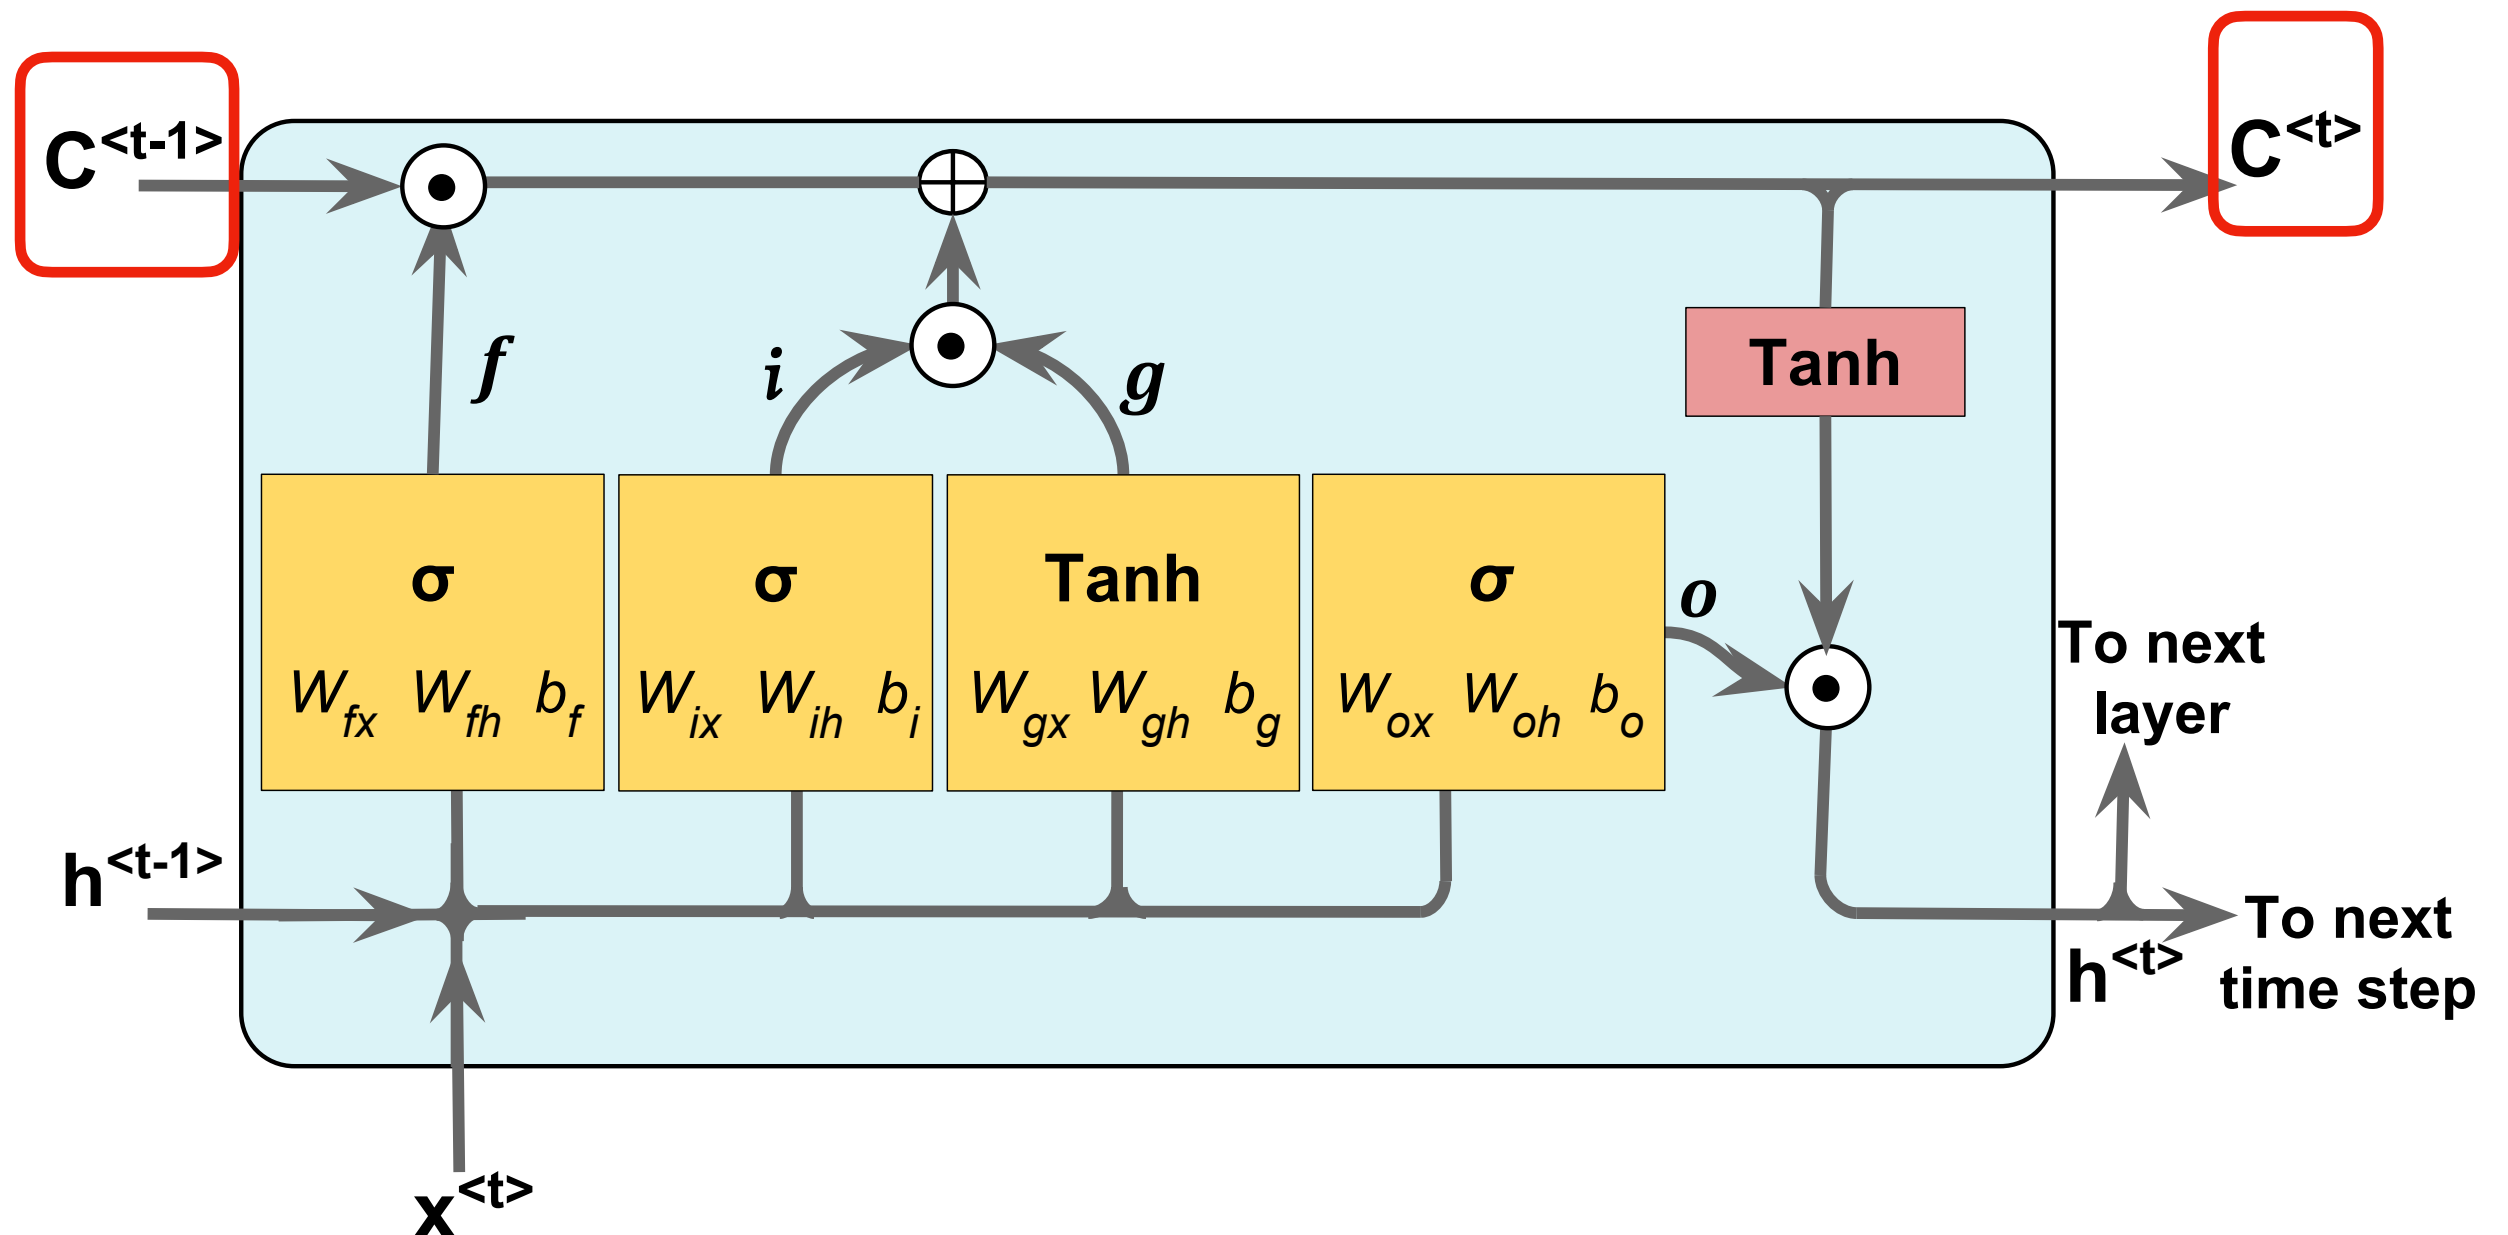 C<t-1>
C<t>
f
i
g
Tanh
σ
σ
Tanh
σ
o
W_fx W_fh b_f
W_ix W_ih b_i
W_gx W_gh b_g
W_ox W_oh b_o
To next
layer
h<t-1>
To next
time step
h<t>
x<t>